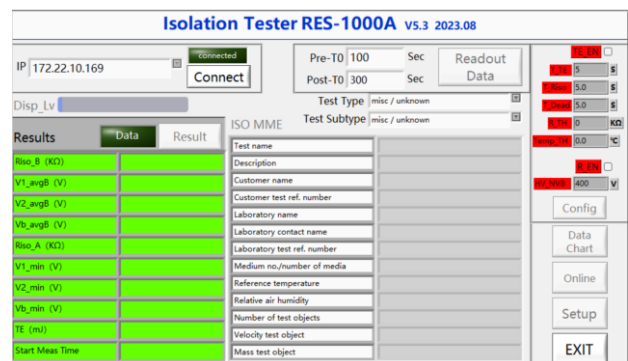 Isolation Tester RES-1000A V5.3 2023.08
IP 172.22.10.169
connected
Connect
Pre-T0 100 Sec
Post-T0 300 Sec
Readout
Data
Disp_Lv
Test Type misc / unknown
Test Subtype misc / unknown
Results
Data
Result
Riso_B (KΩ)
V1_avgB (V)
V2_avgB (V)
Vb_avgB (V)
Riso_A (KΩ)
V1_min (V)
V2_min (V)
Vb_min (V)
TE (mJ)
Start Meas Time
ISO MME
Test name
Description
Customer name
Customer test ref. number
Laboratory name
Laboratory contact name
Laboratory test ref. number
Medium no./number of media
Reference temperature
Relative air humidity
Number of test objects
Velocity test object
Mass test object
TE_EN
T_TE 5 S
T_Riso 5.0 S
T_Dead 5.0 S
R_TH 0 KΩ
Temp_TH 0.0 °C
R_EN
400 V
Config
Data
Chart
Online
Setup
EXIT